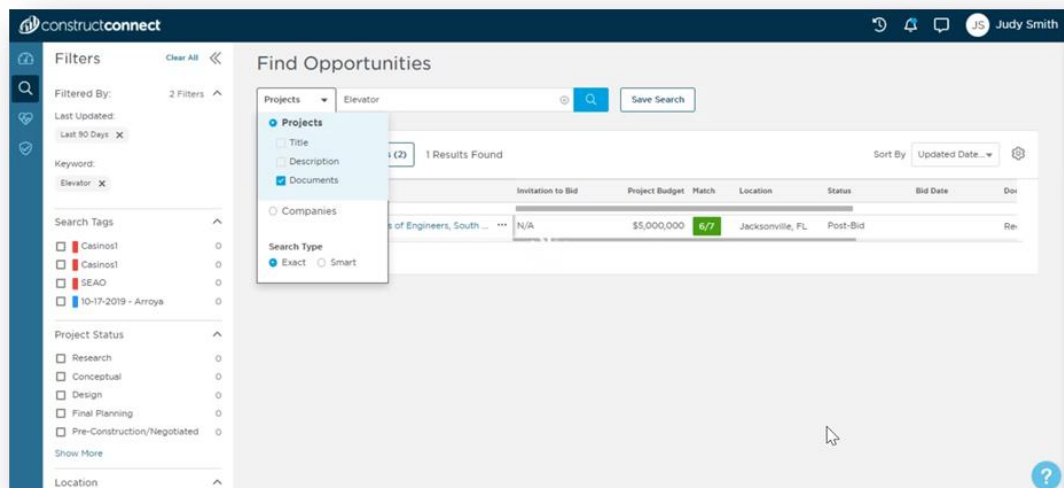 constructconnect
JS Judy Smith
Filters Clear All
Filtered By: 2 Filters
Last Updated:
Last 90 Days X
Keyword:
Elevator X
Search Tags
Casinos1 0
Casinos1 0
SEAO 0
10-17-2019 - Arroya 0
Project Status
Research 0
Conceptual 0
Design 0
Final Planning 0
Pre-Construction/Negotiated 0
Show More
Location
Find Opportunities
Projects Elevator Save Search
Projects
Title
Description
Documents
Companies
Search Type
Exact Smart
(2) 1 Results Found Sort By Updated Date...
Invitation to Bid Project Budget Match Location Status Bid Date
of Engineers, South ... N/A $5,000,000 6/7 Jacksonville, FL Post-Bid
?